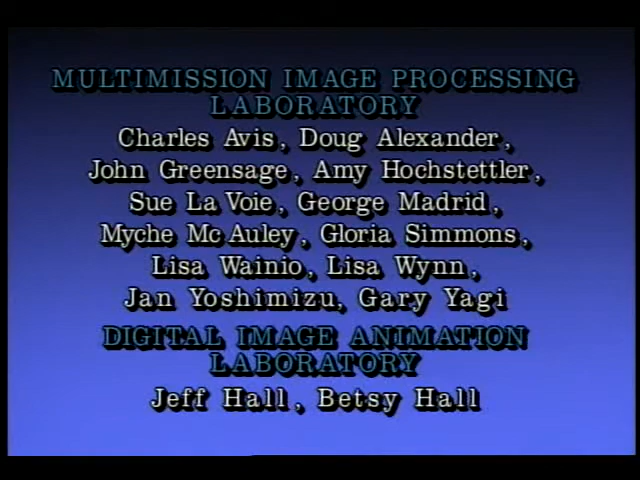 MULTIMISSION IMAGE PROCESSING
LABORATORY
Charles Avis, Doug Alexander,
John Greensage, Amy Hochstettler,
Sue La Voie, George Madrid,
Myche Mc Auley, Gloria Simmons,
Lisa Wainio, Lisa Wynn,
Jan Yoshimizu, Gary Yagi
DIGITAL IMAGE ANIMATION
LABORATORY
Jeff Hall, Betsy Hall